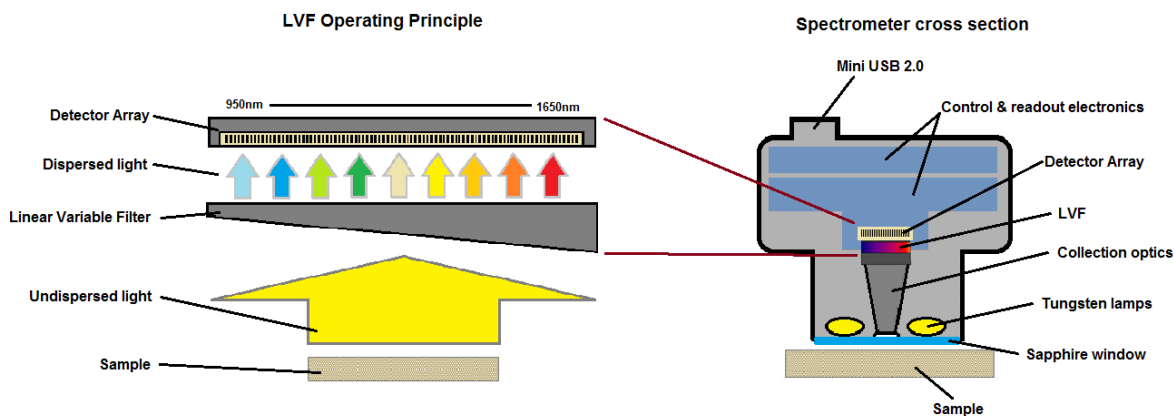 LVF Operating Principle
950nm
1650nm
Detector Array
Dispersed light
Linear Variable Filter
Undispersed light
Sample
Spectrometer cross section
Mini USB 2.0
Control & readout electronics
Detector Array
LVF
Collection optics
Tungsten lamps
Sapphire window
Sample